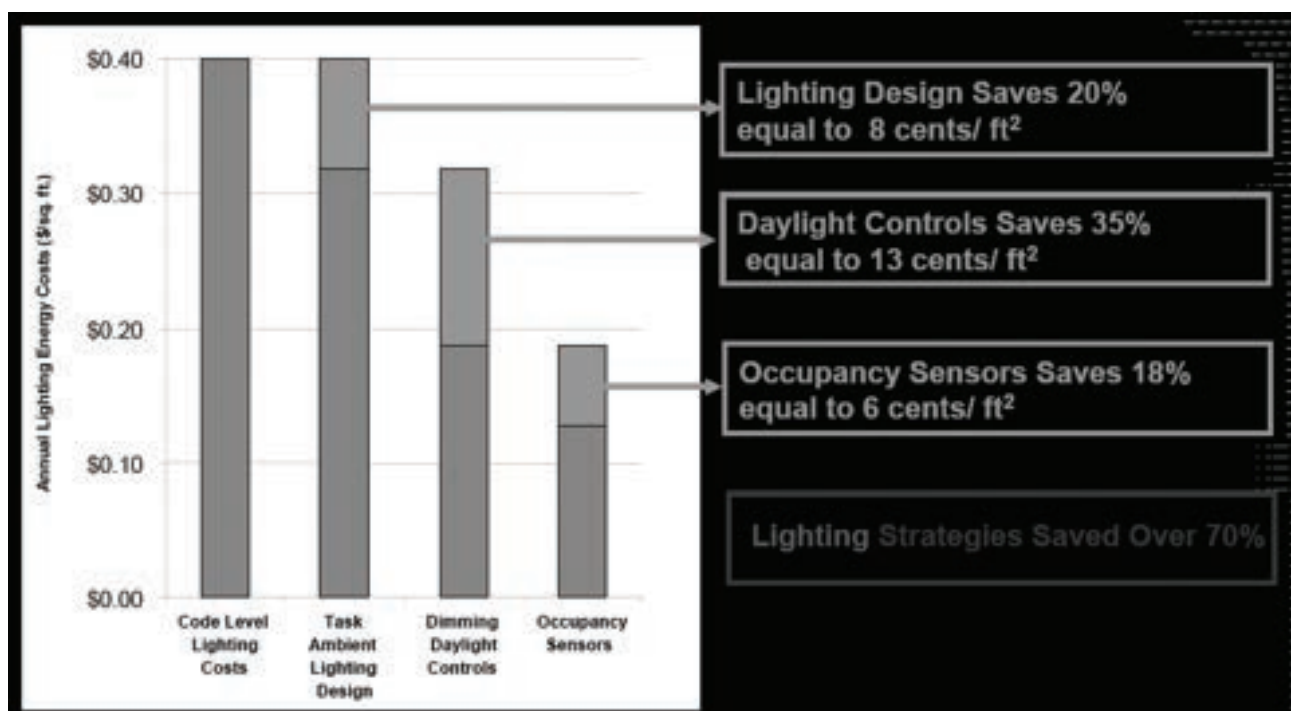 Annual Lighting Energy Costs ($/sq. ft.)
$0.40
$0.30
$0.20
$0.10
$0.00
Code Level
Lighting
Costs
Task
Ambient
Lighting
Design
Dimming
Daylight
Controls
Occupancy
Sensors
Lighting Design Saves 20%
equal to 8 cents/ ft²
Daylight Controls Saves 35%
equal to 13 cents/ ft²
Occupancy Sensors Saves 18%
equal to 6 cents/ ft²
Lighting Strategies Saved Over 70%